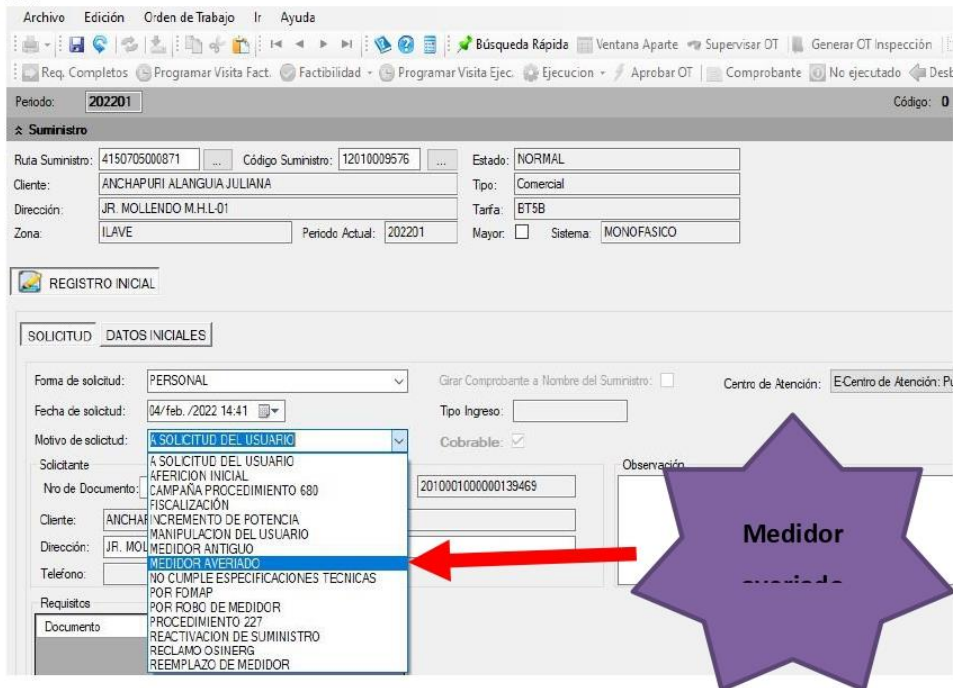 Archivo Edición Orden de Trabajo Ir Ayuda
Búsqueda Rápida Ventana Aparte Supervisar OT Generar OT Inspección
Req. Completos Programar Visita Fact. Factibilidad Programar Visita Ejec. Ejecucion Aprobar OT Comprobante No ejecutado
Periodo: 202201 Código: 0
Suministro
Ruta Suministro: 4150705000871 ... Código Suministro: 12010009576 ... Estado: NORMAL
Cliente: ANCHAPURI ALANGUIA JULIANA Tipo: Comercial
Dirección: JR. MOLLENDO M.H.L-01 Tarifa: BT5B
Zona: ILAVE Periodo Actual: 202201 Mayor: Sistema: MONOFASICO
REGISTRO INICIAL
SOLICITUD DATOS INICIALES
Forma de solicitud: PERSONAL Girar Comprobante a Nombre del Suministro: Centro de Atención: E-Centro de Atención: Pu
Fecha de solicitud: 04/feb. /2022 14:41 Tipo Ingreso:
Motivo de solicitud: A SOLICITUD DEL USUARIO Cobrable:
Solicitante Observación
A SOLICITUD DEL USUARIO
AFERICION INICIAL
Nro de Documento: CAMPAÑA PROCEDIMIENTO 680 2010001000000139469
FISCALIZACIÓN
Cliente: ANCHAP INCREMENTO DE POTENCIA
MANIPULACION DEL USUARIO
Dirección: JR. MOL MEDIDOR ANTIGUO
MEDIDOR AVERIADO
Telefono: NO CUMPLE ESPECIFICACIONES TECNICAS
POR FOMAP
Requisitos POR ROBO DE MEDIDOR
Documento PROCEDIMIENTO 227
REACTIVACION DE SUMINISTRO
RECLAMO OSINERG
REEMPLAZO DE MEDIDOR
Medidor
averiado